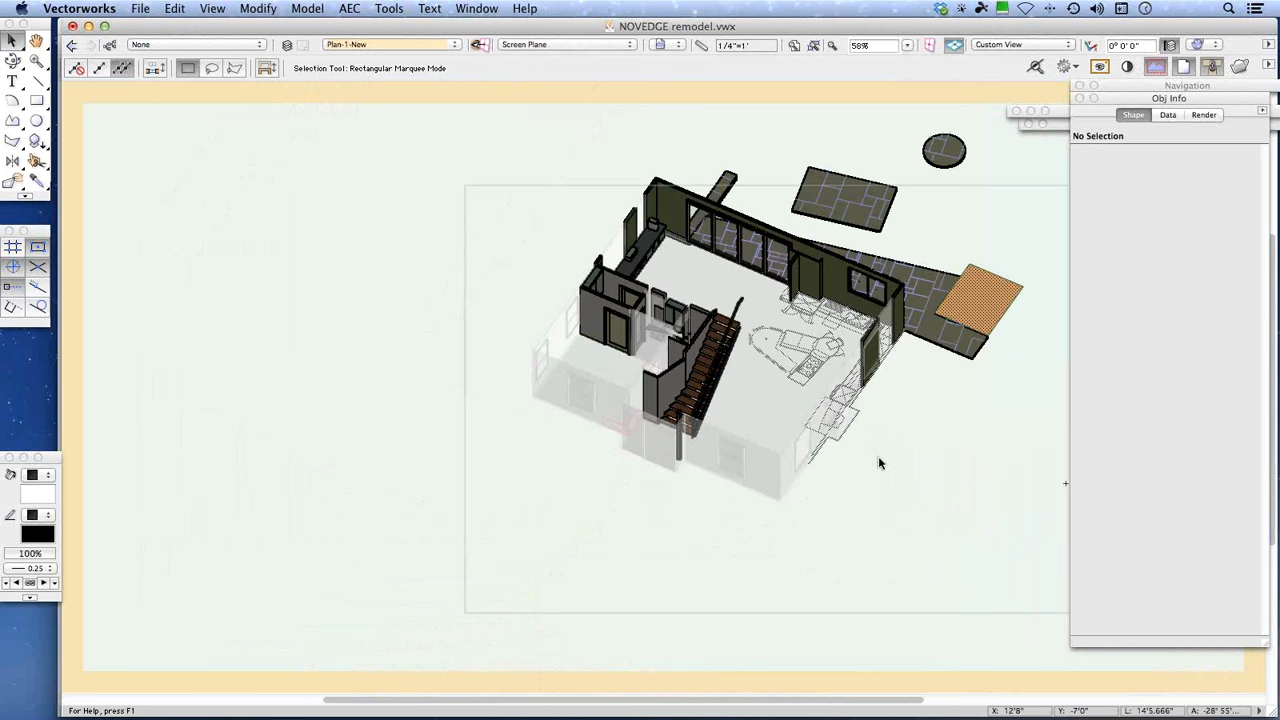 Vectorworks File Edit View Modify Model AEC Tools Text Window Help
NOVEDGE remodel.vwx
None Plan-1-New Screen Plane 1/4"=1' 58% Custom View 0° 0' 0"
Selection Tool: Rectangular Marquee Mode
Navigation
Obj Info
Shape Data Render
No Selection
100%
0.25
For Help, press F1 X: 12'8" Y: -7'0" L: 14'5.666" A: -28° 55'...